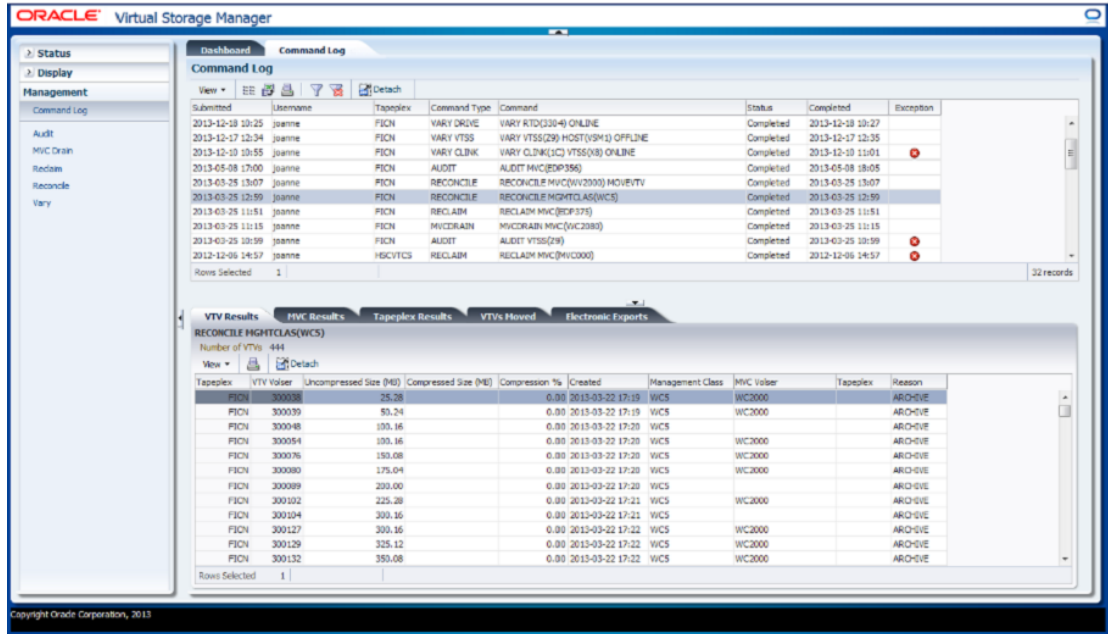 ORACLE Virtual Storage Manager
Status
Display
Management
Command Log
Audit
MVC Drain
Reclaim
Reconcile
Vary
Dashboard Command Log
Command Log
View Detach
Submitted Username Tapeplex Command Type Command Status Completed Exception
2013-12-18 10:25 joanne FICN VARY DRIVE VARY RTD(3304) ONLINE Completed 2013-12-18 10:27
2013-12-17 12:34 joanne FICN VARY VTSS VARY VTSS(Z9) HOST(VSM1) OFFLINE Completed 2013-12-17 12:35
2013-12-10 10:55 joanne FICN VARY CLINK VARY CLINK(1C) VTSS(X8) ONLINE Completed 2013-12-10 11:01
2013-05-08 17:00 joanne FICN AUDIT AUDIT MVC(EDP356) Completed 2013-05-08 18:05
2013-03-25 13:07 joanne FICN RECONCILE RECONCILE MVC(WV2000) MOVEVTV Completed 2013-03-25 13:07
2013-03-25 12:59 joanne FICN RECONCILE RECONCILE MGMTCLAS(WC5) Completed 2013-03-25 12:59
2013-03-25 11:51 joanne FICN RECLAIM RECLAIM MVC(EDP375) Completed 2013-03-25 11:51
2013-03-25 11:15 joanne FICN MVCDRAIN MVCDRAIN MVC(WC2080) Completed 2013-03-25 11:15
2013-03-25 10:59 joanne FICN AUDIT AUDIT VTSS(Z9) Completed 2013-03-25 10:59
2012-12-06 14:57 joanne HSCVTCS RECLAIM RECLAIM MVC(MVC000) Completed 2012-12-06 14:57
Rows Selected 1 32 records
VTV Results MVC Results Tapeplex Results VTVs Moved Electronic Exports
RECONCILE MGMTCLAS(WC5)
Number of VTVs 444
View Detach
Tapeplex VTV Volser Uncompressed Size (MB) Compressed Size (MB) Compression % Created Management Class MVC Volser Tapeplex Reason
FICN 300038 25.28 0.00 2013-03-22 17:19 WC5 WC2000 ARCHIVE
FICN 300039 50.24 0.00 2013-03-22 17:19 WC5 WC2000 ARCHIVE
FICN 300048 100.16 0.00 2013-03-22 17:20 WC5 ARCHIVE
FICN 300054 100.16 0.00 2013-03-22 17:20 WC5 WC2000 ARCHIVE
FICN 300076 150.08 0.00 2013-03-22 17:20 WC5 WC2000 ARCHIVE
FICN 300080 175.04 0.00 2013-03-22 17:20 WC5 WC2000 ARCHIVE
FICN 300089 200.00 0.00 2013-03-22 17:20 WC5 ARCHIVE
FICN 300102 225.28 0.00 2013-03-22 17:21 WC5 WC2000 ARCHIVE
FICN 300104 300.16 0.00 2013-03-22 17:21 WC5 ARCHIVE
FICN 300127 300.16 0.00 2013-03-22 17:22 WC5 WC2000 ARCHIVE
FICN 300129 325.12 0.00 2013-03-22 17:22 WC5 WC2000 ARCHIVE
FICN 300132 350.08 0.00 2013-03-22 17:22 WC5 WC2000 ARCHIVE
Rows Selected 1
Copyright Oracle Corporation, 2013